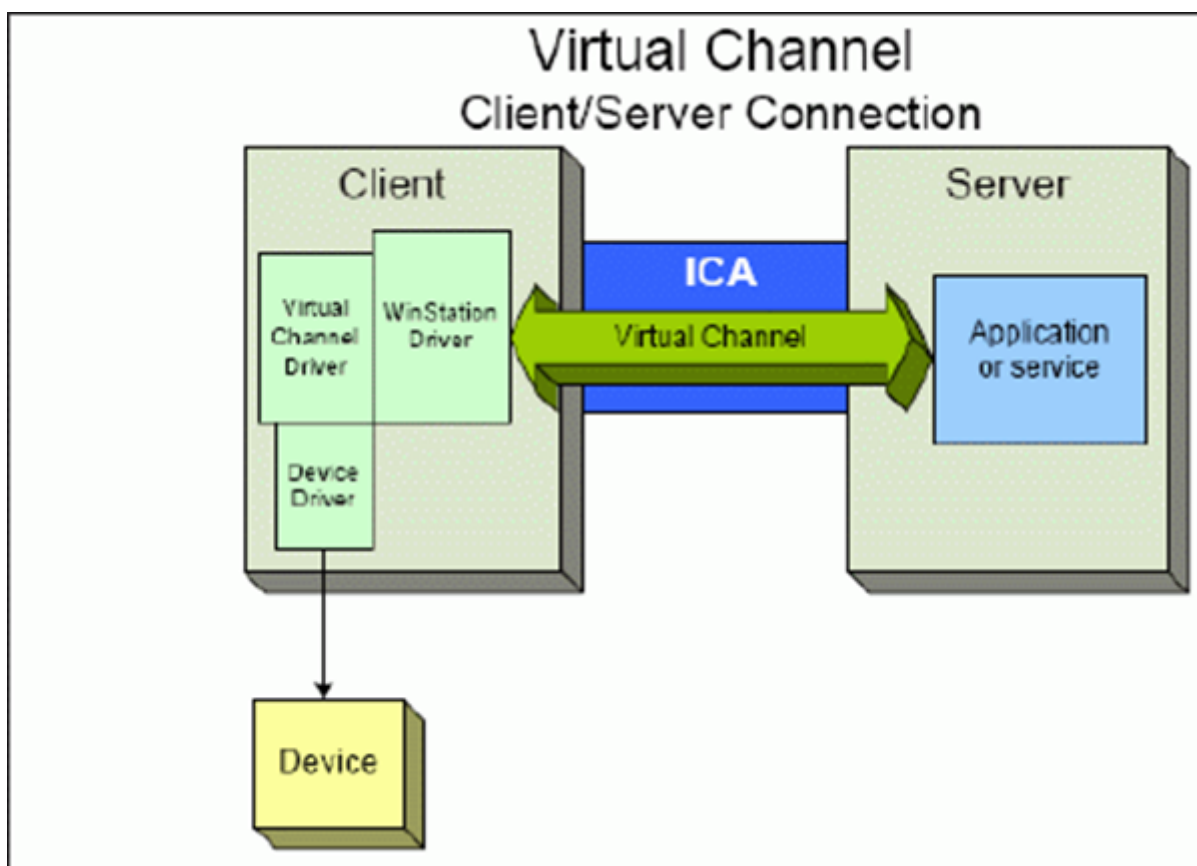 Virtual Channel
Client/Server Connection
Client
Server
Virtual
Channel
Driver
WinStation
Driver
ICA
Virtual Channel
Application
or service
Device
Driver
Device